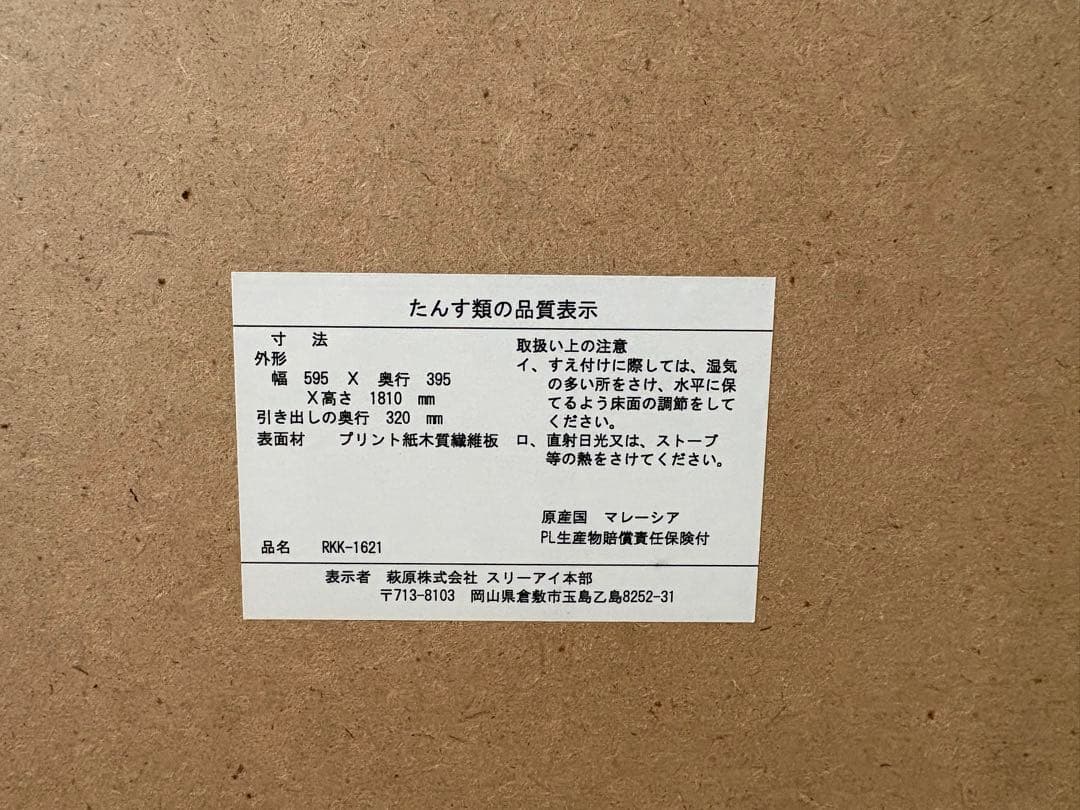 たんす類の品質表示
寸 法
外形
幅 595 X 奥行 395
X高さ 1810 mm
引き出しの奥行 320 mm
表面材 プリント紙木質繊維板
品名 RKK-1621
取扱い上の注意
イ、すえ付けに際しては、湿気
の多い所をさけ、水平に保
てるよう床面の調節をして
ください。
ロ、直射日光又は、ストーブ
等の熱をさけてください。
原産国 マレーシア
PL生産物賠償責任保険付
表示者 萩原株式会社 スリーアイ本部
〒713-8103 岡山県倉敷市玉島乙島8252-31